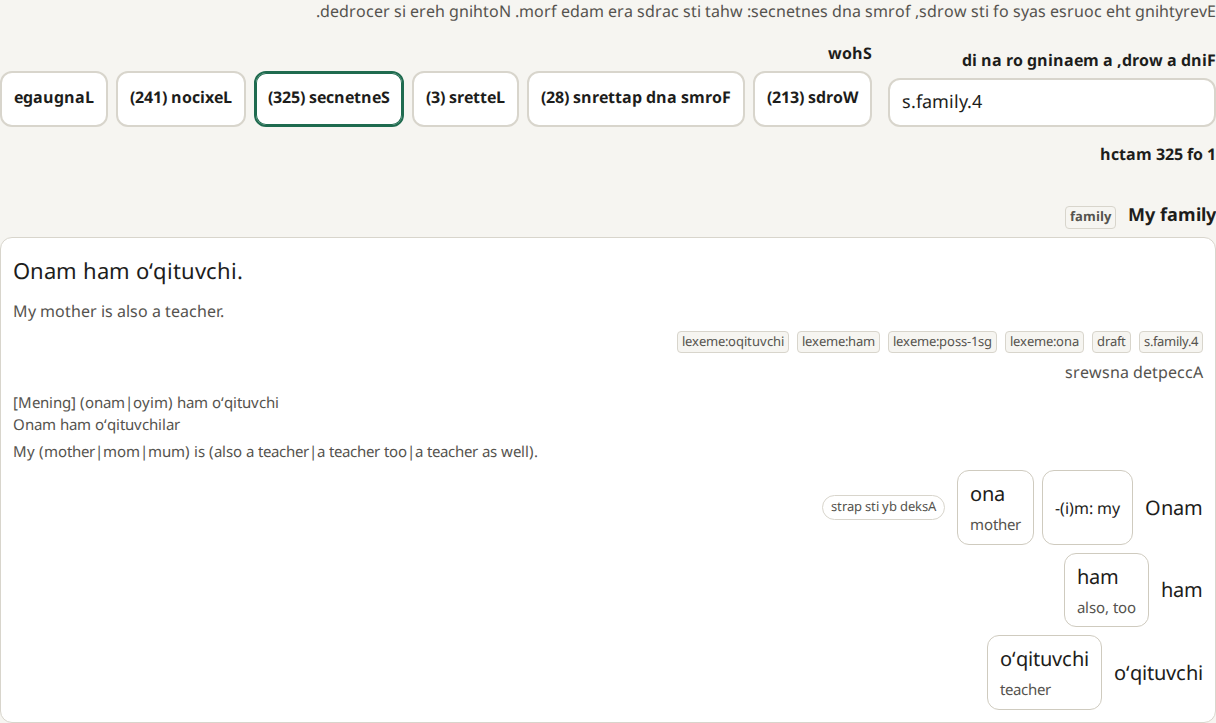 .dedrocer si ereh gnihtoN .morf edam era sdrac sti tahw :secnetnes dna smrof ,sdrow sti fo syas esruoc eht gnihtyrevE
di na ro gninaem a ,drow a dniF
s.family.4
wohS
(213) sdroW
(28) snrettap dna smroF
(3) sretteL
(325) secnetneS
(241) nocixeL
egaugnaL
hctam 325 fo 1
My family
family
Onam ham oʻqituvchi.
My mother is also a teacher.
s.family.4
draft
lexeme:ona
lexeme:poss-1sg
lexeme:ham
lexeme:oqituvchi
srewsna detpeccA
[Mening] (onam|oyim) ham oʻqituvchi
Onam ham oʻqituvchilar
My (mother|mom|mum) is (also a teacher|a teacher too|a teacher as well).
Onam
-(i)m: my
ona
mother
strap sti yb deksA
ham
ham
also, too
oʻqituvchi
oʻqituvchi
teacher